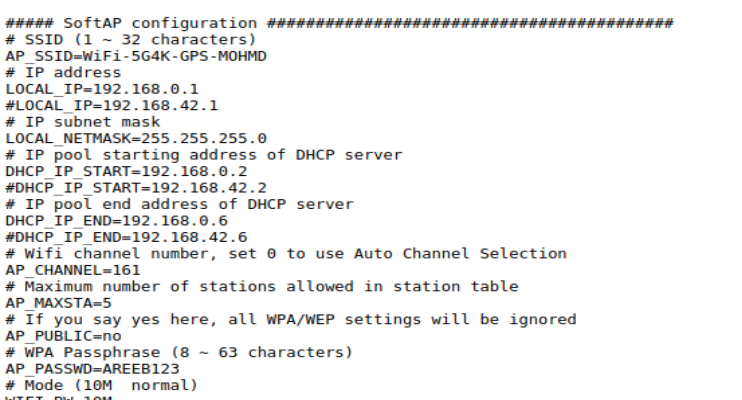 ##### SoftAP configuration ##########################################
# SSID (1 ~ 32 characters)
AP_SSID=WiFi-5G4K-GPS-MOHMD
# IP address
LOCAL_IP=192.168.0.1
#LOCAL_IP=192.168.42.1
# IP subnet mask
LOCAL_NETMASK=255.255.255.0
# IP pool starting address of DHCP server
DHCP_IP_START=192.168.0.2
#DHCP_IP_START=192.168.42.2
# IP pool end address of DHCP server
DHCP_IP_END=192.168.0.6
#DHCP_IP_END=192.168.42.6
# Wifi channel number, set 0 to use Auto Channel Selection
AP_CHANNEL=161
# Maximum number of stations allowed in station table
AP_MAXSTA=5
# If you say yes here, all WPA/WEP settings will be ignored
AP_PUBLIC=no
# WPA Passphrase (8 ~ 63 characters)
AP_PASSWD=AREEB123
# Mode (10M  normal)